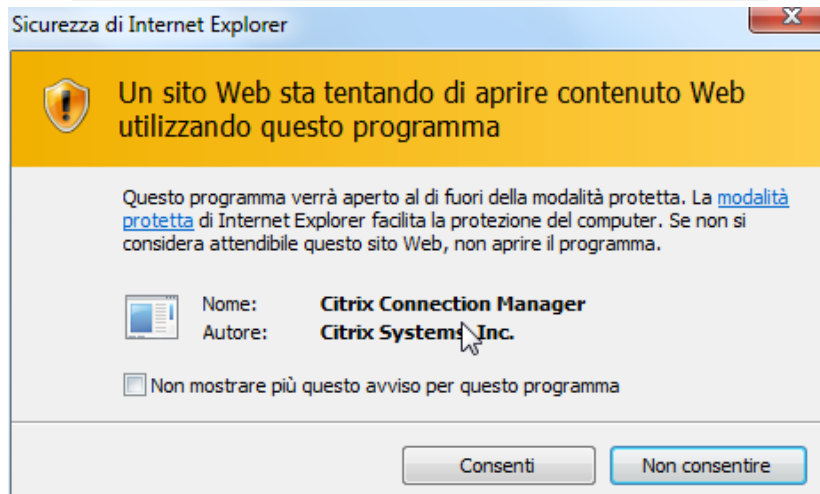 Sicurezza di Internet Explorer
Un sito Web sta tentando di aprire contenuto Web
utilizzando questo programma
Questo programma verrà aperto al di fuori della modalità protetta. La modalità
protetta di Internet Explorer facilita la protezione del computer. Se non si
considera attendibile questo sito Web, non aprire il programma.
Nome: Citrix Connection Manager
Autore: Citrix Systems, Inc.
Non mostrare più questo avviso per questo programma
Consenti Non consentire